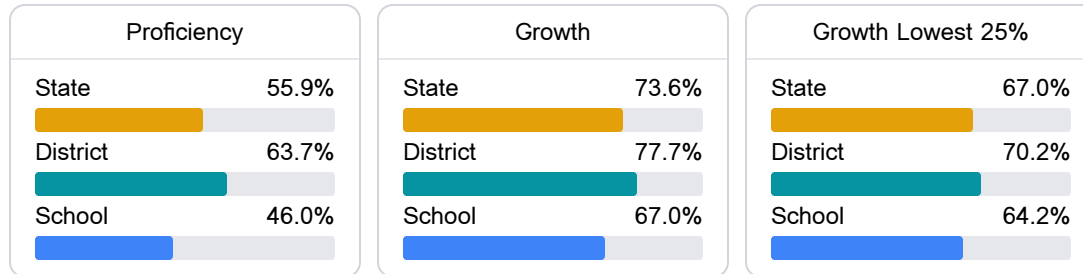 Proficiency
State 55.9%
District 63.7%
School 46.0%
Growth
State 73.6%
District 77.7%
School 67.0%
Growth Lowest 25%
State 67.0%
District 70.2%
School 64.2%